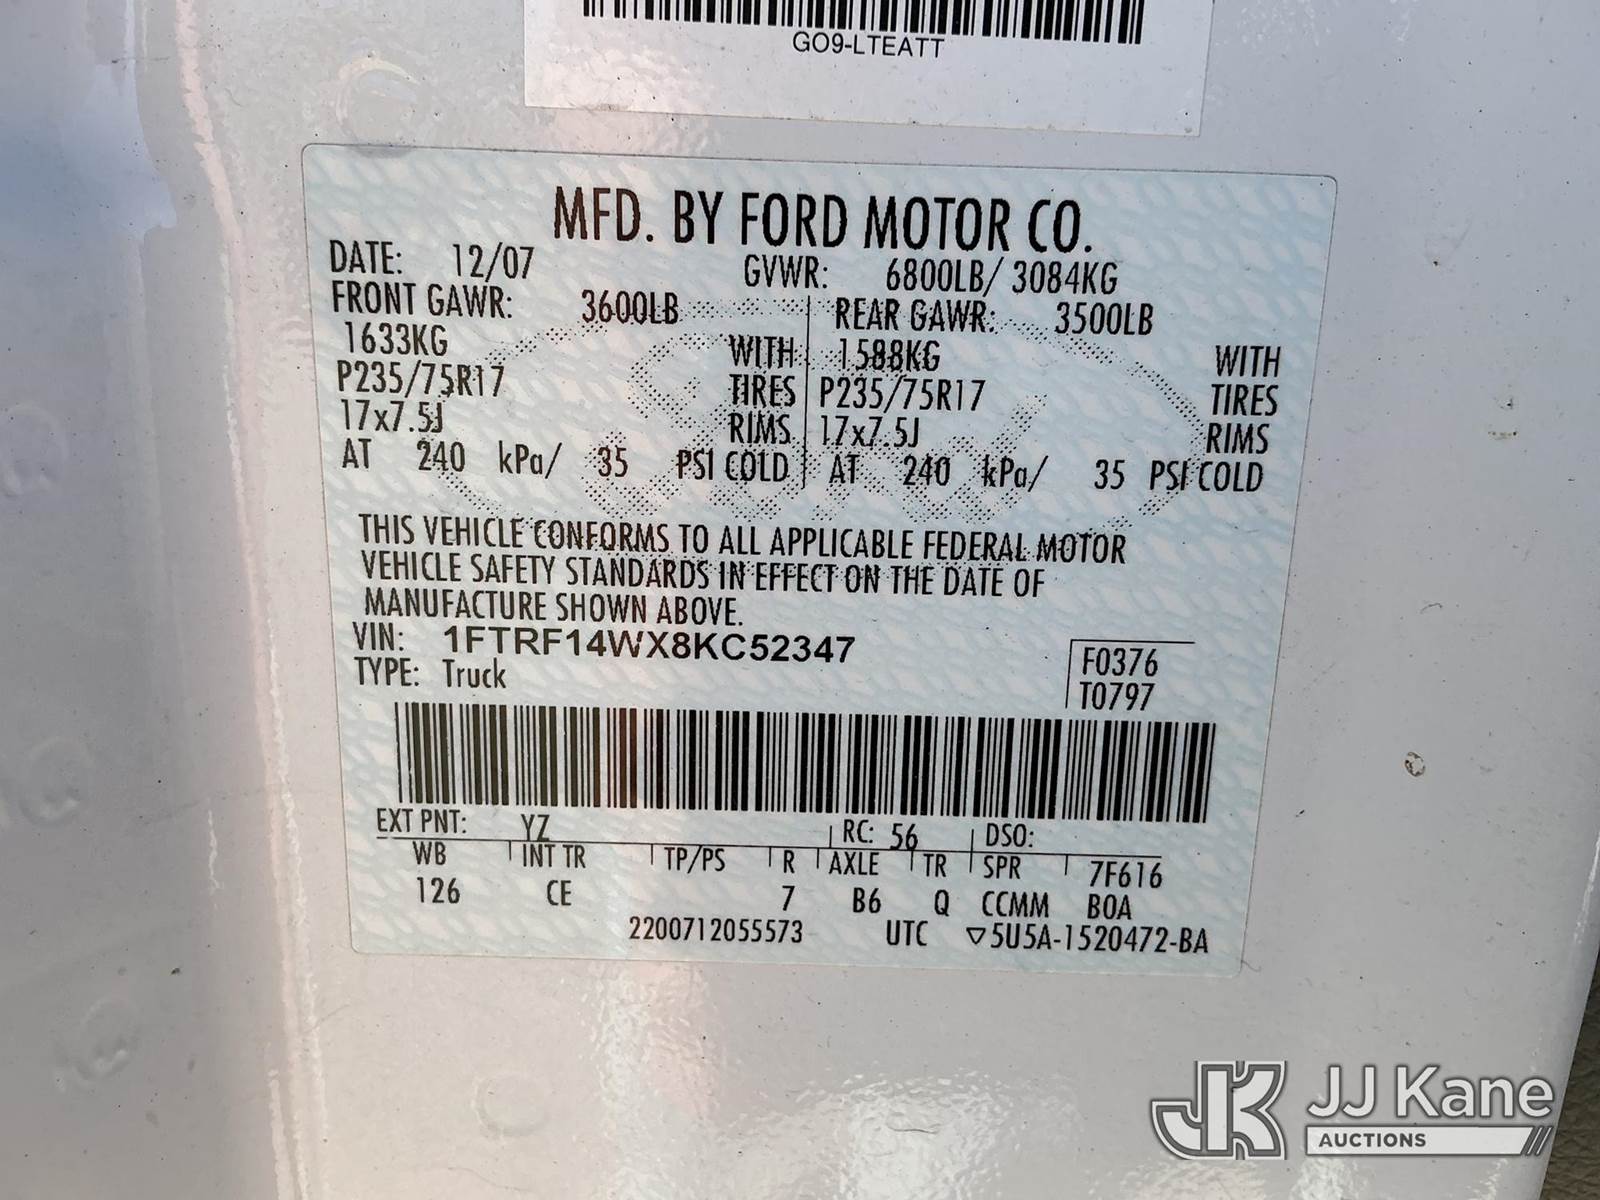 GO9-LTEATT
MFD. BY FORD MOTOR CO.
DATE: 12/07 GVWR: 6800LB/ 3084KG
FRONT GAWR: 3600LB REAR GAWR: 3500LB
1633KG WITH 1588KG WITH
P235/75R17 TIRES P235/75R17 TIRES
17x7.5J RIMS 17x7.5J RIMS
AT 240 kPa/ 35 PSI COLD AT 240 kPa/ 35 PSI COLD
THIS VEHICLE CONFORMS TO ALL APPLICABLE FEDERAL MOTOR
VEHICLE SAFETY STANDARDS IN EFFECT ON THE DATE OF
MANUFACTURE SHOWN ABOVE.
VIN: 1FTRF14WX8KC52347
TYPE: Truck
F0376
T0797
EXT PNT: YZ RC: 56 DSO:
WB INT TR TP/PS R AXLE TR SPR 7F616
126 CE 7 B6 Q CCMM BOA
2200712055573 UTC ▽5U5A-1520472-BA
JK JJ Kane
AUCTIONS